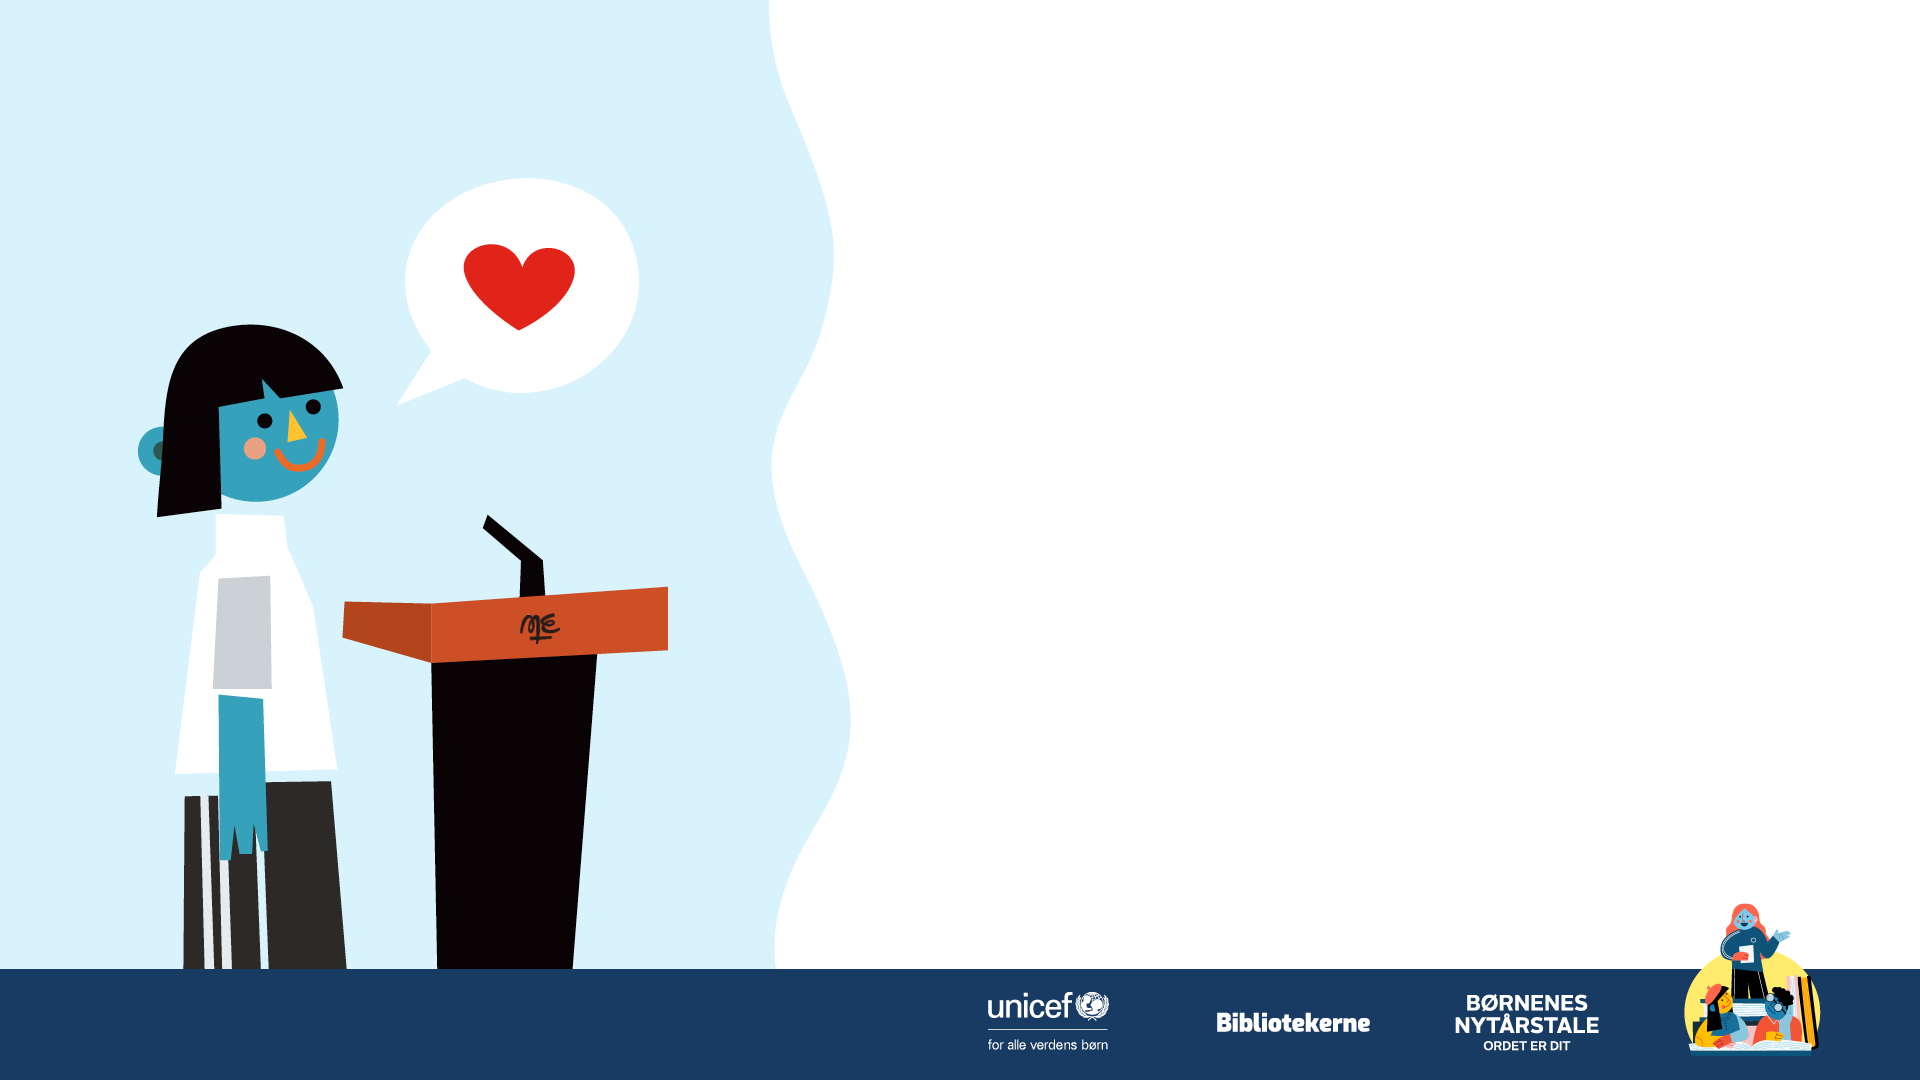 unicef
for alle verdens børn
Bibliotekerne
BØRNENES
NYTÅRSTALE
ORDET ER DIT